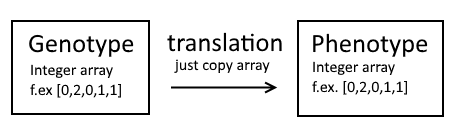 Genotype
Integer array
f.ex [0,2,0,1,1]
translation
just copy array
Phenotype
Integer array
f.ex. [0,2,0,1,1]